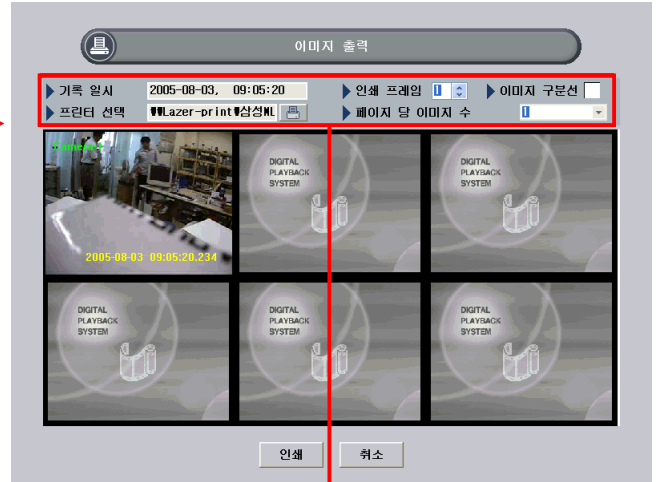 이미지 출력
기록 일시 2005-08-03, 09:05:20 인쇄 프레임 1 이미지 구분선
프린터 선택 ₩₩Lazer-print₩삼성ML 페이지 당 이미지 수 1
2005-08-03 09:05:20.234
DIGITAL
PLAYBACK
SYSTEM
DIGITAL
PLAYBACK
SYSTEM
DIGITAL
PLAYBACK
SYSTEM
DIGITAL
PLAYBACK
SYSTEM
DIGITAL
PLAYBACK
SYSTEM
인쇄 취소